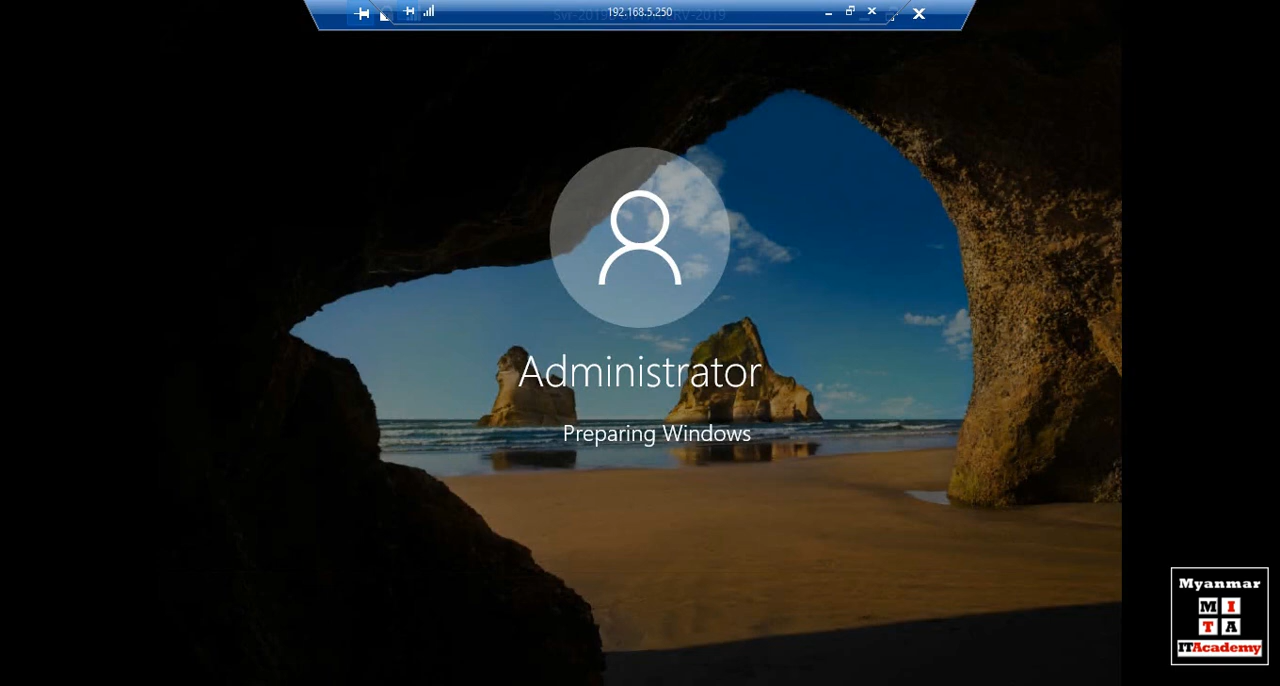 192.168.5.250
Administrator
Preparing Windows
Myanmar
M I
T A
ITAcademy